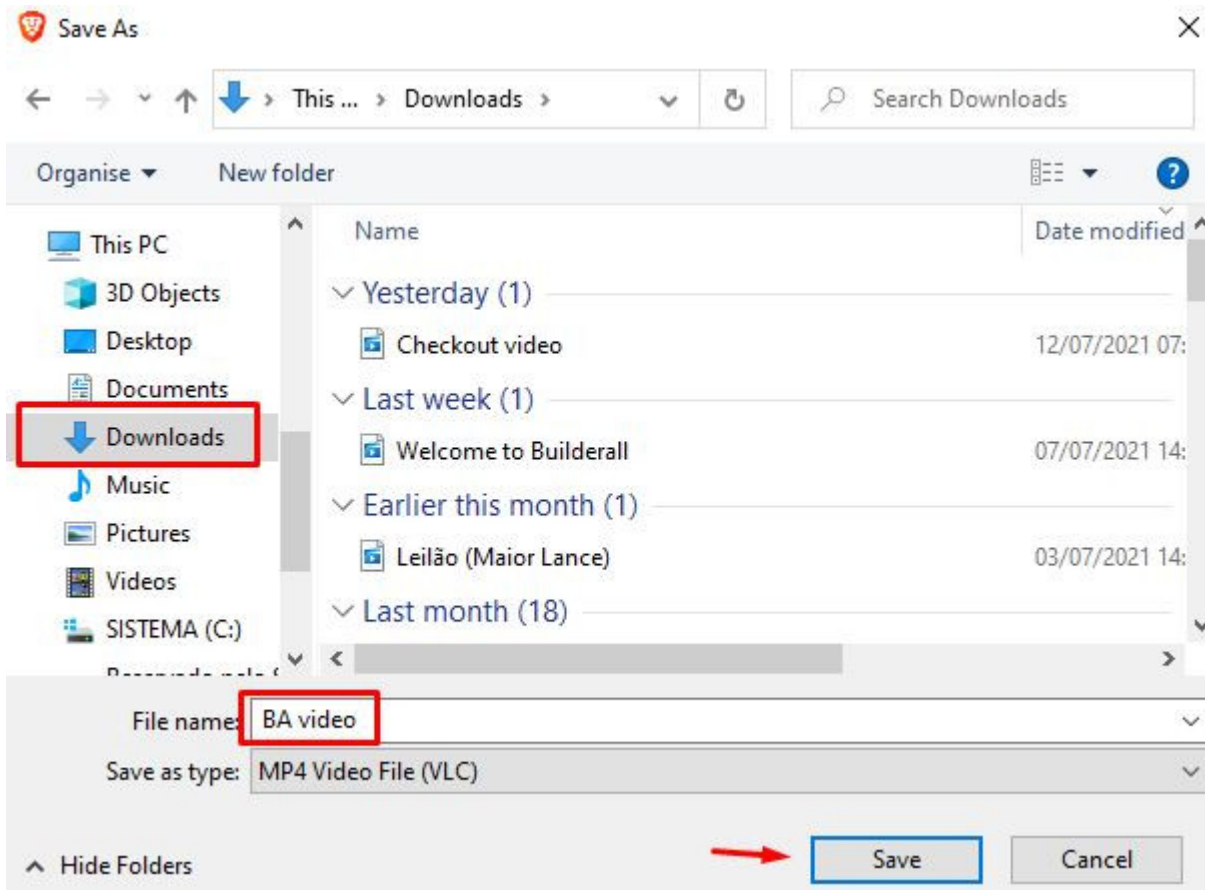 Save As
This ... > Downloads >
Search Downloads
Organise
New folder
Name
Date modified
This PC
3D Objects
Desktop
Documents
Downloads
Music
Pictures
Videos
SISTEMA (C:)
Yesterday (1)
Checkout video 12/07/2021 07:
Last week (1)
Welcome to Builderall 07/07/2021 14:
Earlier this month (1)
Leilão (Maior Lance) 03/07/2021 14:
Last month (18)
File name: BA video
Save as type: MP4 Video File (VLC)
Hide Folders
Save
Cancel